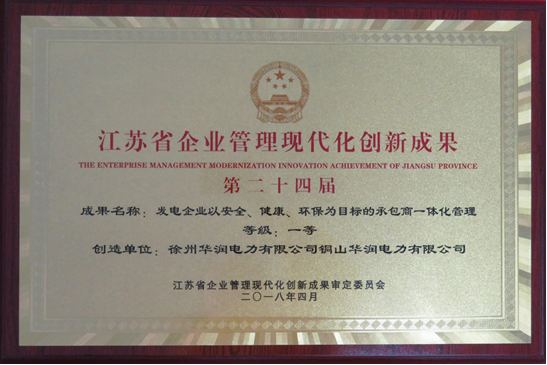 江苏省企业管理现代化创新成果
THE ENTERPRISE MANAGEMENT MODERNIZATION INNOVATION ACHIEVEMENT OF JIANGSU PROVINCE
第二十四届
成果名称：发电企业以安全、健康、环保为目标的承包商一体化管理
等级：一等
创造单位：徐州华润电力有限公司铜山华润电力有限公司
江苏省企业管理现代化创新成果审定委员会
二〇一八年四月